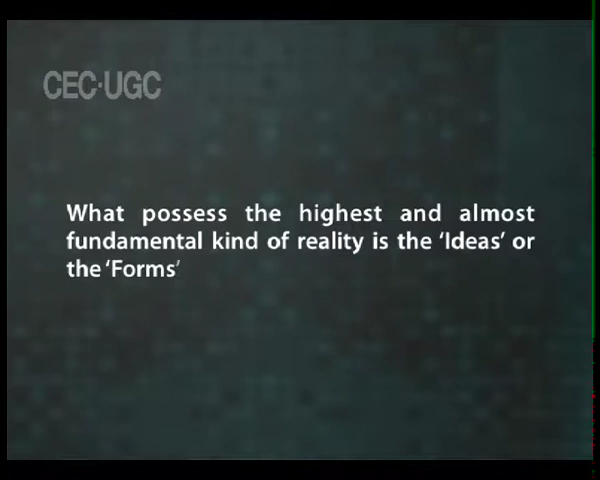 CEC·UGC
What possess the highest and almost
fundamental kind of reality is the ‘Ideas’ or
the ‘Forms’